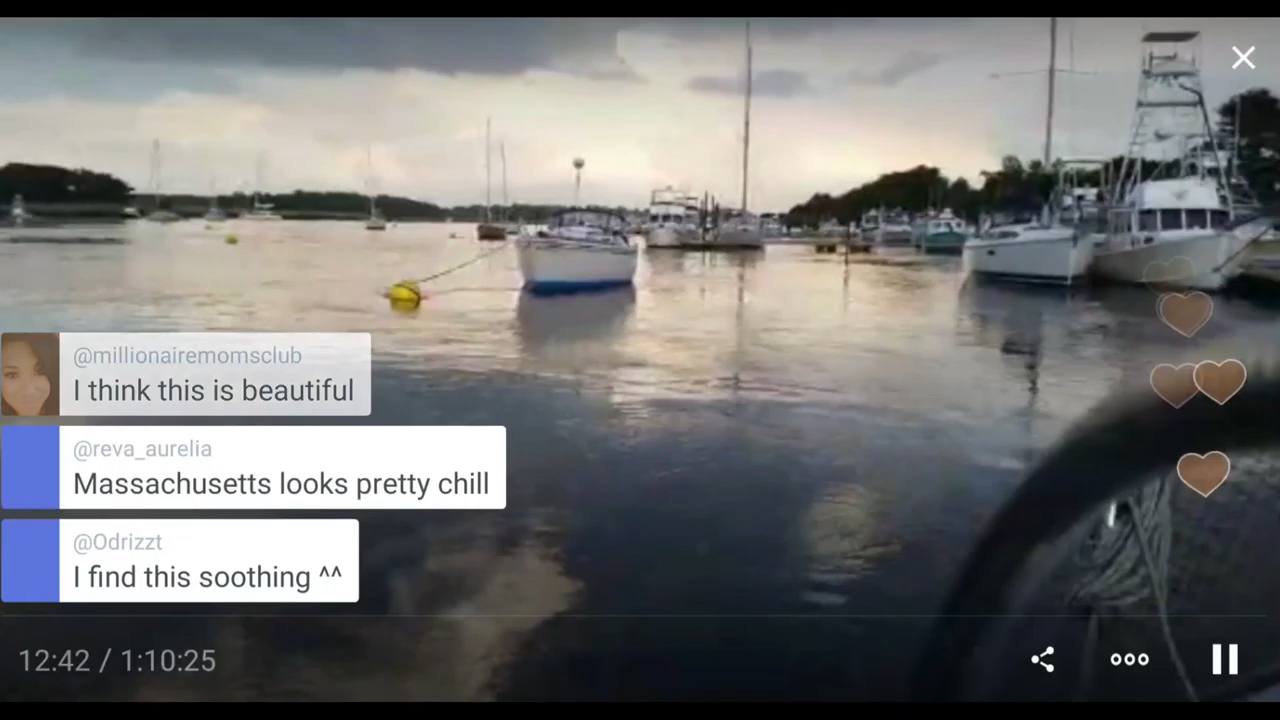 @millionairemomsclub
I think this is beautiful
@reva_aurelia
Massachusetts looks pretty chill
@Odrizzt
I find this soothing ^^
12:42 / 1:10:25